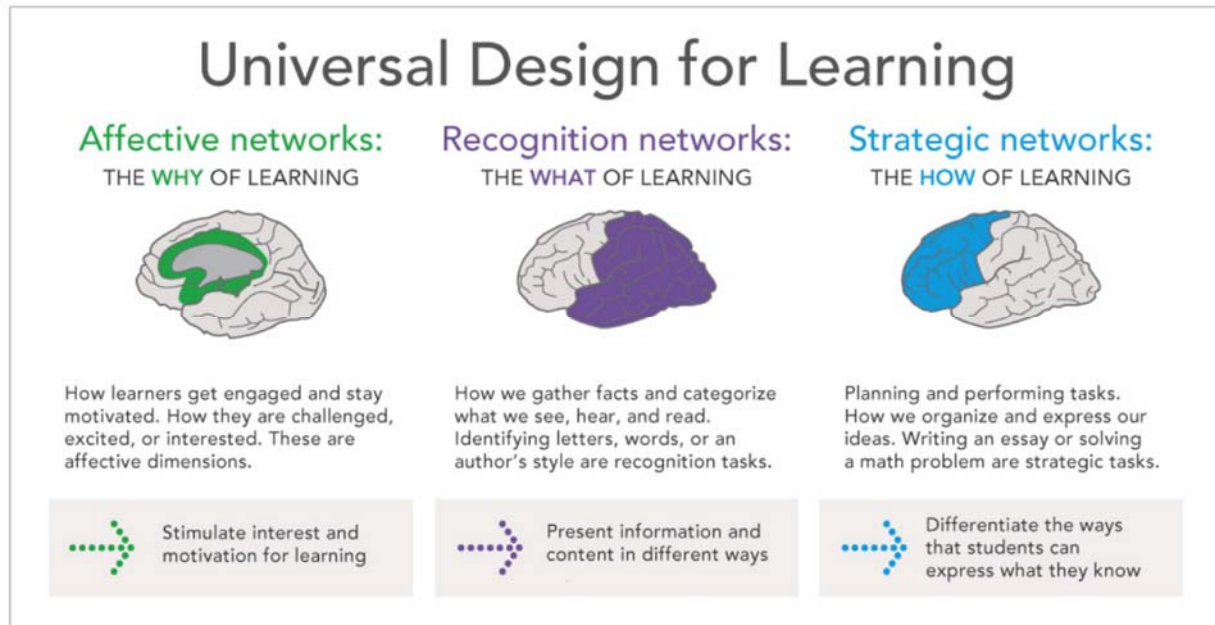 Universal Design for Learning
Affective networks:
THE WHY OF LEARNING
How learners get engaged and stay
motivated. How they are challenged,
excited, or interested. These are
affective dimensions.
Stimulate interest and
motivation for learning
Recognition networks:
THE WHAT OF LEARNING
How we gather facts and categorize
what we see, hear, and read.
Identifying letters, words, or an
author's style are recognition tasks.
Present information and
content in different ways
Strategic networks:
THE HOW OF LEARNING
Planning and performing tasks.
How we organize and express our
ideas. Writing an essay or solving
a math problem are strategic tasks.
Differentiate the ways
that students can
express what they know